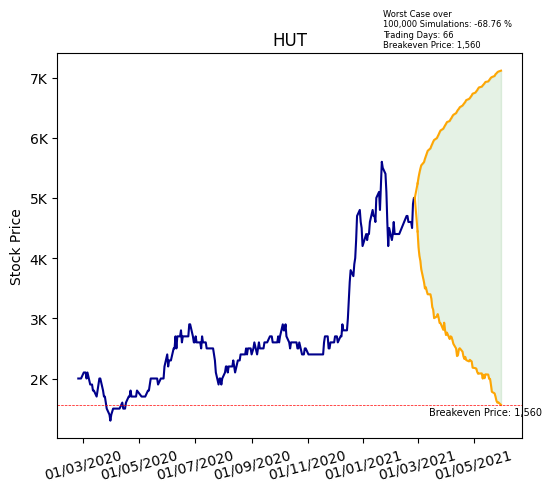 Worst Case over
100,000 Simulations: -68.76 %
Trading Days: 66
Breakeven Price: 1,560
HUT
Stock Price
7K
6K
5K
4K
3K
2K
Breakeven Price: 1,560
01/03/2020
01/05/2020
01/07/2020
01/09/2020
01/11/2020
01/01/2021
01/03/2021
01/05/2021